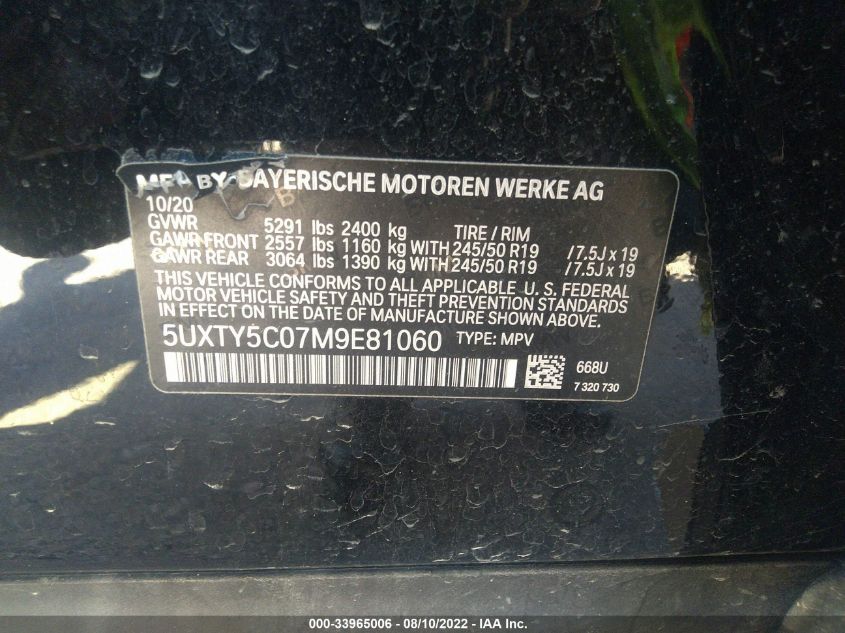 MFD BY: BAYERISCHE MOTOREN WERKE AG
10/20
GVWR 5291 lbs 2400 kg TIRE / RIM
GAWR FRONT 2557 lbs 1160 kg WITH 245/50 R19 / 7.5J x 19
GAWR REAR 3064 lbs 1390 kg WITH 245/50 R19 / 7.5J x 19
THIS VEHICLE CONFORMS TO ALL APPLICABLE U. S. FEDERAL
MOTOR VEHICLE SAFETY AND THEFT PREVENTION STANDARDS
IN EFFECT ON THE DATE OF MANUFACTURE SHOWN ABOVE.
5UXTY5C07M9E81060 TYPE: MPV
668U
7 320 730
000-33965006 - 08/10/2022 - IAA Inc.